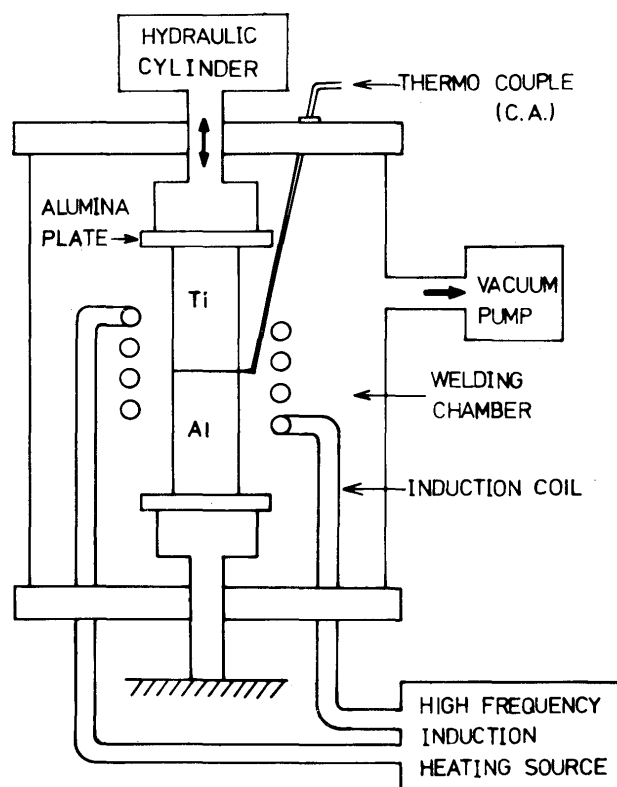 HYDRAULIC
CYLINDER
THERMO COUPLE
(C.A.)
ALUMINA
PLATE
Ti
VACUUM
PUMP
WELDING
CHAMBER
Al
INDUCTION COIL
HIGH FREQUENCY
INDUCTION
HEATING SOURCE